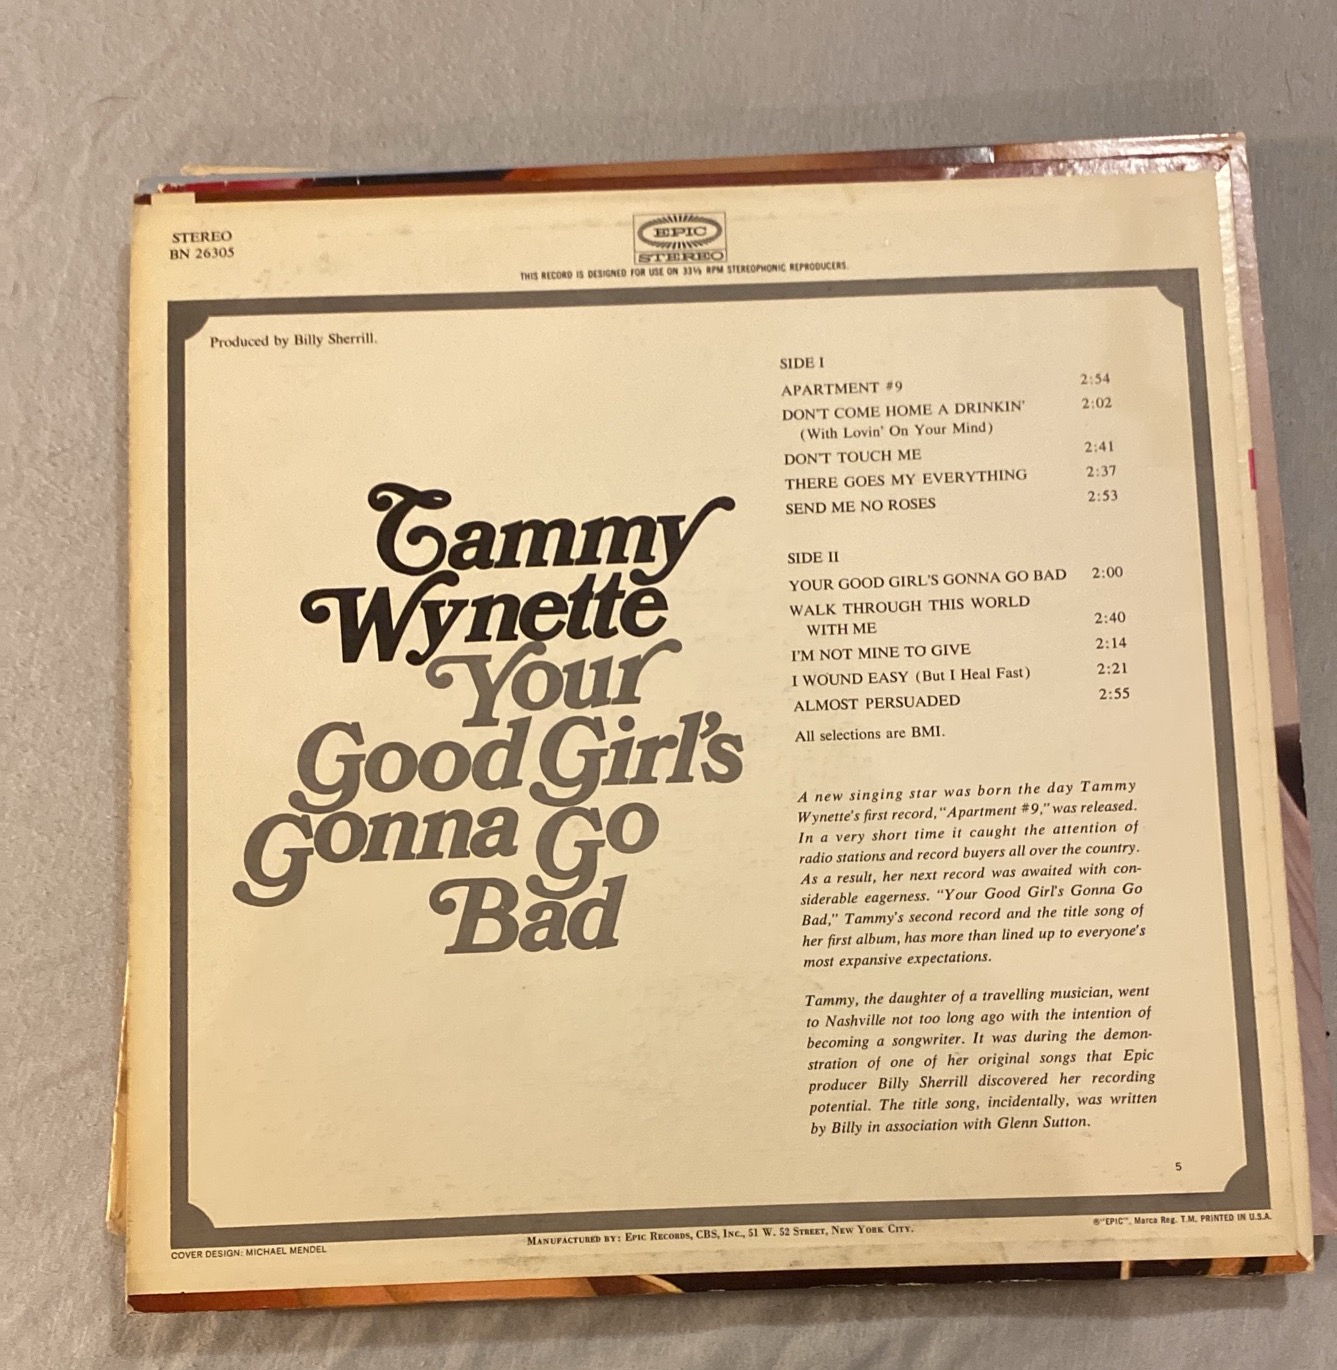 STEREO
BN 26305
EPIC
STEREO
THIS RECORD IS DESIGNED FOR USE ON 33⅓ RPM STEREOPHONIC REPRODUCERS.
Produced by Billy Sherrill.
Tammy
Wynette
Your
Good Girl's
Gonna Go
Bad
SIDE I
APARTMENT #9 2:54
DON'T COME HOME A DRINKIN' 2:02
(With Lovin' On Your Mind)
DON'T TOUCH ME 2:41
THERE GOES MY EVERYTHING 2:37
SEND ME NO ROSES 2:53
SIDE II
YOUR GOOD GIRL'S GONNA GO BAD 2:00
WALK THROUGH THIS WORLD
WITH ME 2:40
I'M NOT MINE TO GIVE 2:14
I WOUND EASY (But I Heal Fast) 2:21
ALMOST PERSUADED 2:55
All selections are BMI.
A new singing star was born the day Tammy
Wynette's first record, "Apartment #9," was released.
In a very short time it caught the attention of
radio stations and record buyers all over the country.
As a result, her next record was awaited with con-
siderable eagerness. "Your Good Girl's Gonna Go
Bad," Tammy's second record and the title song of
her first album, has more than lined up to everyone's
most expansive expectations.
Tammy, the daughter of a travelling musician, went
to Nashville not too long ago with the intention of
becoming a songwriter. It was during the demon-
stration of one of her original songs that Epic
producer Billy Sherrill discovered her recording
potential. The title song, incidentally, was written
by Billy in association with Glenn Sutton.
5
COVER DESIGN: MICHAEL MENDEL
MANUFACTURED BY: EPIC RECORDS, CBS, INC., 51 W. 52 STREET, NEW YORK CITY.
®"EPIC", Marca Reg. T.M. PRINTED IN U.S.A.